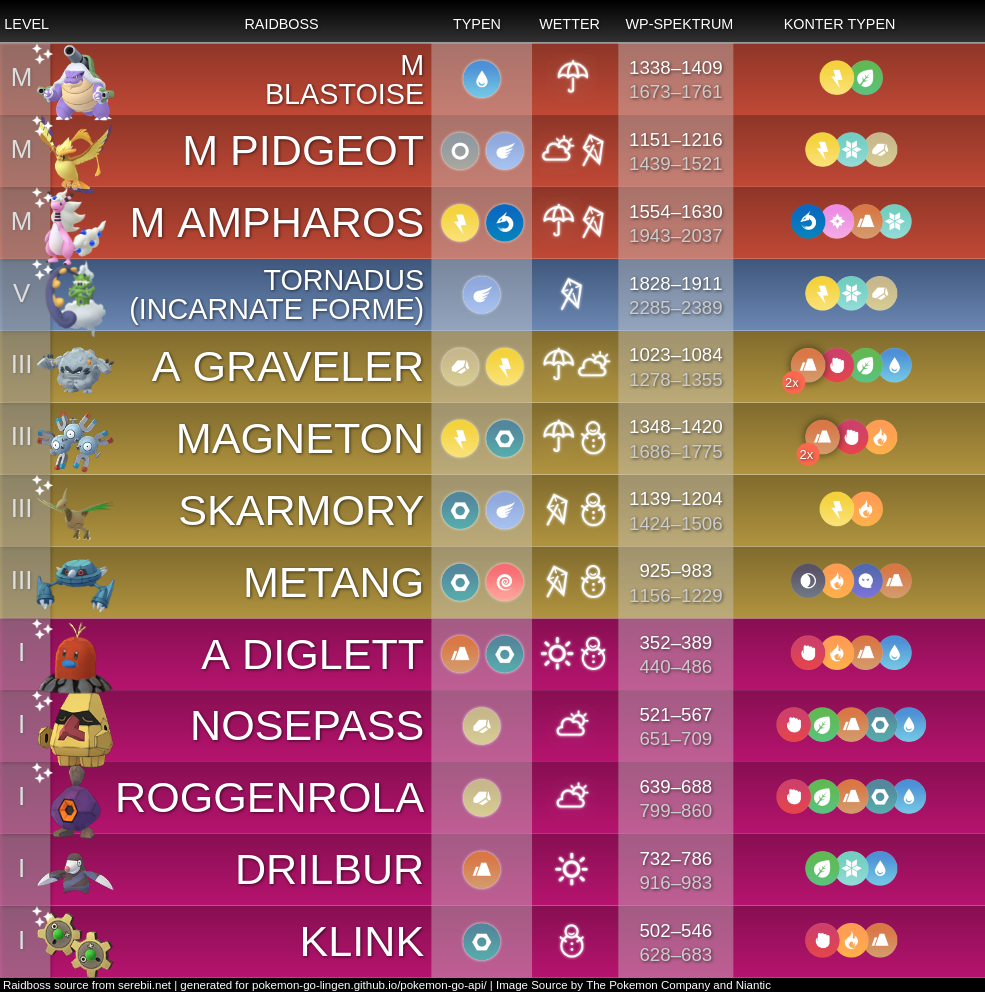 LEVEL RAIDBOSS TYPEN WETTER WP-SPEKTRUM KONTER TYPEN
M M BLASTOISE 1338–1409
1673–1761
M M PIDGEOT 1151–1216
1439–1521
M M AMPHAROS 1554–1630
1943–2037
V TORNADUS (INCARNATE FORME) 1828–1911
2285–2389
III A GRAVELER 1023–1084
1278–1355 2x
III MAGNETON 1348–1420
1686–1775 2x
III SKARMORY 1139–1204
1424–1506
III METANG 925–983
1156–1229
I A DIGLETT 352–389
440–486
I NOSEPASS 521–567
651–709
I ROGGENROLA 639–688
799–860
I DRILBUR 732–786
916–983
I KLINK 502–546
628–683
Raidboss source from serebii.net | generated for pokemon-go-lingen.github.io/pokemon-go-api/ | Image Source by The Pokemon Company and Niantic